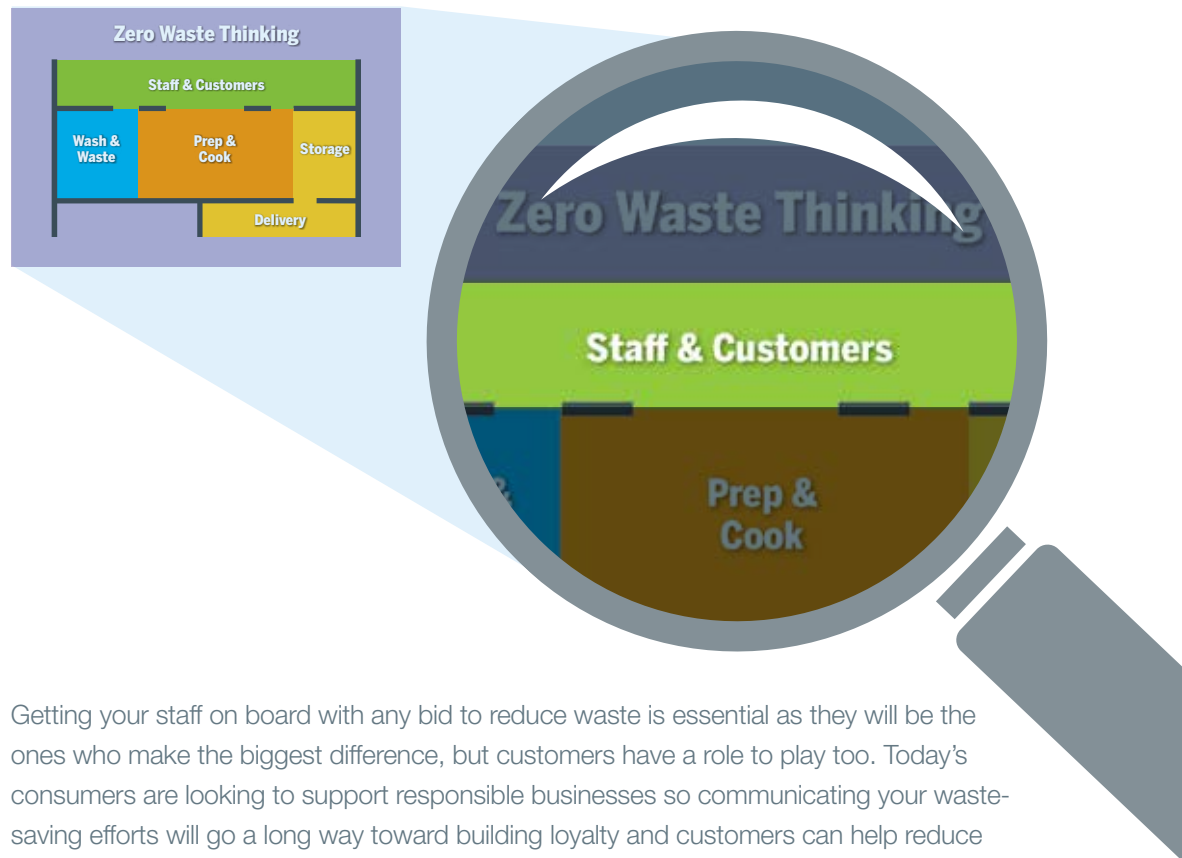 Zero Waste Thinking
Staff & Customers
Wash &
Waste
Prep &
Cook
Storage
Delivery
Zero Waste Thinking
Staff & Customers
&
Prep &
Cook
Getting your staff on board with any bid to reduce waste is essential as they will be the
ones who make the biggest difference, but customers have a role to play too. Today’s
consumers are looking to support responsible businesses so communicating your waste-
saving efforts will go a long way toward building loyalty and customers can help reduce